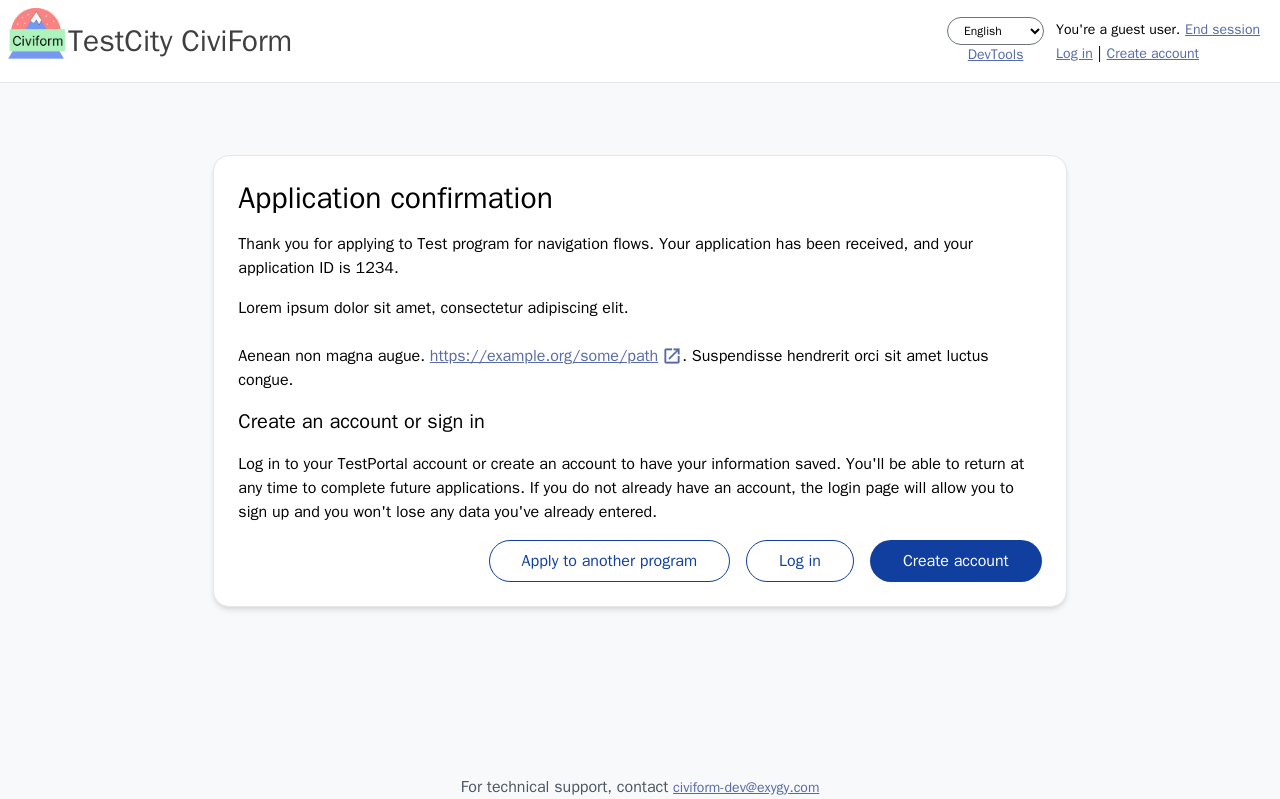 Civiform
TestCity CiviForm
English
DevTools
You're a guest user. End session
Log in | Create account
Application confirmation
Thank you for applying to Test program for navigation flows. Your application has been received, and your
application ID is 1234.
Lorem ipsum dolor sit amet, consectetur adipiscing elit.
Aenean non magna augue. https://example.org/some/path . Suspendisse hendrerit orci sit amet luctus
congue.
Create an account or sign in
Log in to your TestPortal account or create an account to have your information saved. You'll be able to return at
any time to complete future applications. If you do not already have an account, the login page will allow you to
sign up and you won't lose any data you've already entered.
Apply to another program
Log in
Create account
For technical support, contact civiform-dev@exygy.com